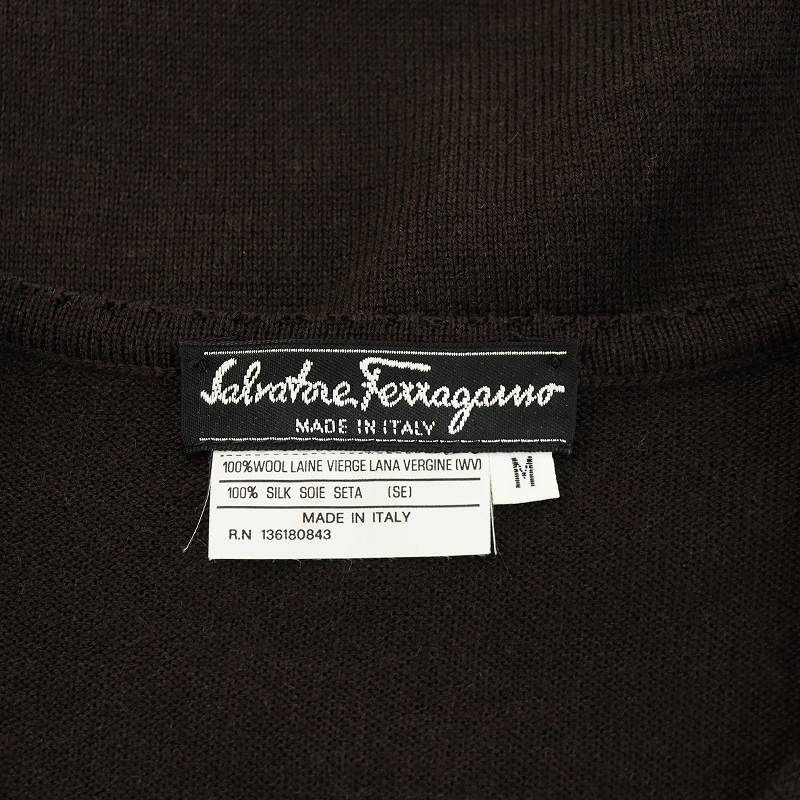 Salvatore Ferragamo
MADE IN ITALY
100%WOOL LAINE VIERGE LANA VERGINE (WV)
M
100% SILK SOIE SETA (SE)
MADE IN ITALY
R.N 136180843